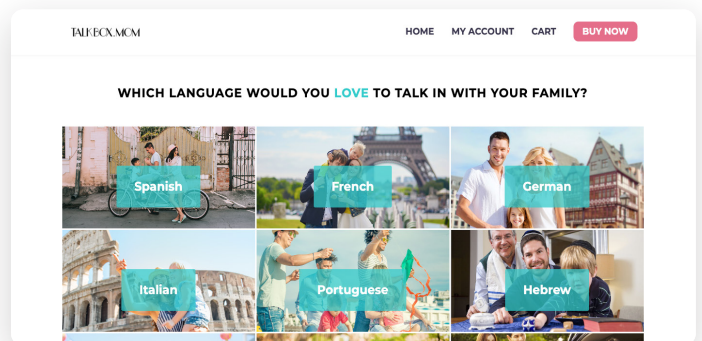 TALKBOX.MOM
HOME MY ACCOUNT CART BUY NOW
WHICH LANGUAGE WOULD YOU LOVE TO TALK IN WITH YOUR FAMILY?
Spanish French German
Italian Portuguese Hebrew